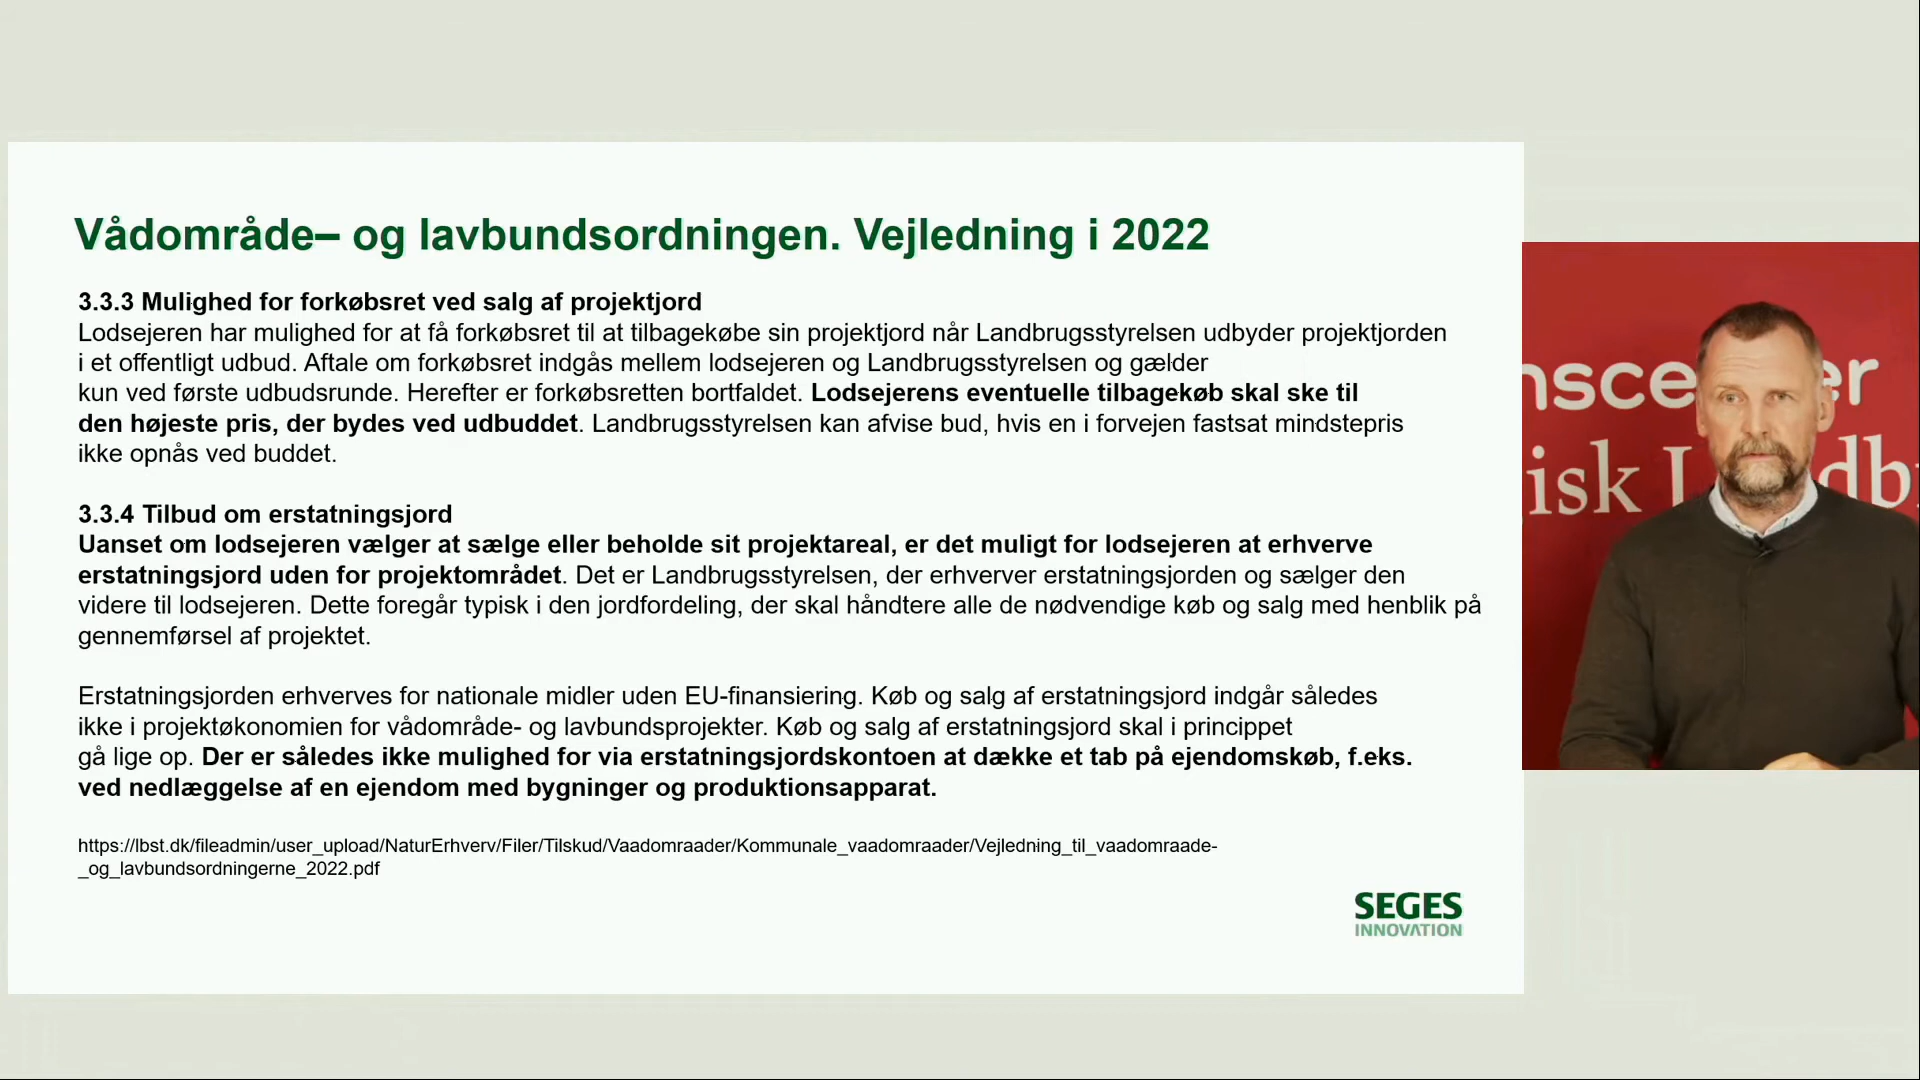 Vådområde– og lavbundsordningen. Vejledning i 2022
3.3.3 Mulighed for forkøbsret ved salg af projektjord
Lodsejeren har mulighed for at få forkøbsret til at tilbagekøbe sin projektjord når Landbrugsstyrelsen udbyder projektjorden
i et offentligt udbud. Aftale om forkøbsret indgås mellem lodsejeren og Landbrugsstyrelsen og gælder
kun ved første udbudsrunde. Herefter er forkøbsretten bortfaldet. Lodsejerens eventuelle tilbagekøb skal ske til
den højeste pris, der bydes ved udbuddet. Landbrugsstyrelsen kan afvise bud, hvis en i forvejen fastsat mindstepris
ikke opnås ved buddet.
3.3.4 Tilbud om erstatningsjord
Uanset om lodsejeren vælger at sælge eller beholde sit projektareal, er det muligt for lodsejeren at erhverve
erstatningsjord uden for projektområdet. Det er Landbrugsstyrelsen, der erhverver erstatningsjorden og sælger den
videre til lodsejeren. Dette foregår typisk i den jordfordeling, der skal håndtere alle de nødvendige køb og salg med henblik på
gennemførsel af projektet.
Erstatningsjorden erhverves for nationale midler uden EU-finansiering. Køb og salg af erstatningsjord indgår således
ikke i projektøkonomien for vådområde- og lavbundsprojekter. Køb og salg af erstatningsjord skal i princippet
gå lige op. Der er således ikke mulighed for via erstatningsjordskontoen at dække et tab på ejendomskøb, f.eks.
ved nedlæggelse af en ejendom med bygninger og produktionsapparat.
https://lbst.dk/fileadmin/user_upload/NaturErhverv/Filer/Tilskud/Vaadomraader/Kommunale_vaadomraader/Vejledning_til_vaadomraade-
_og_lavbundsordningerne_2022.pdf
SEGES
INNOVATION